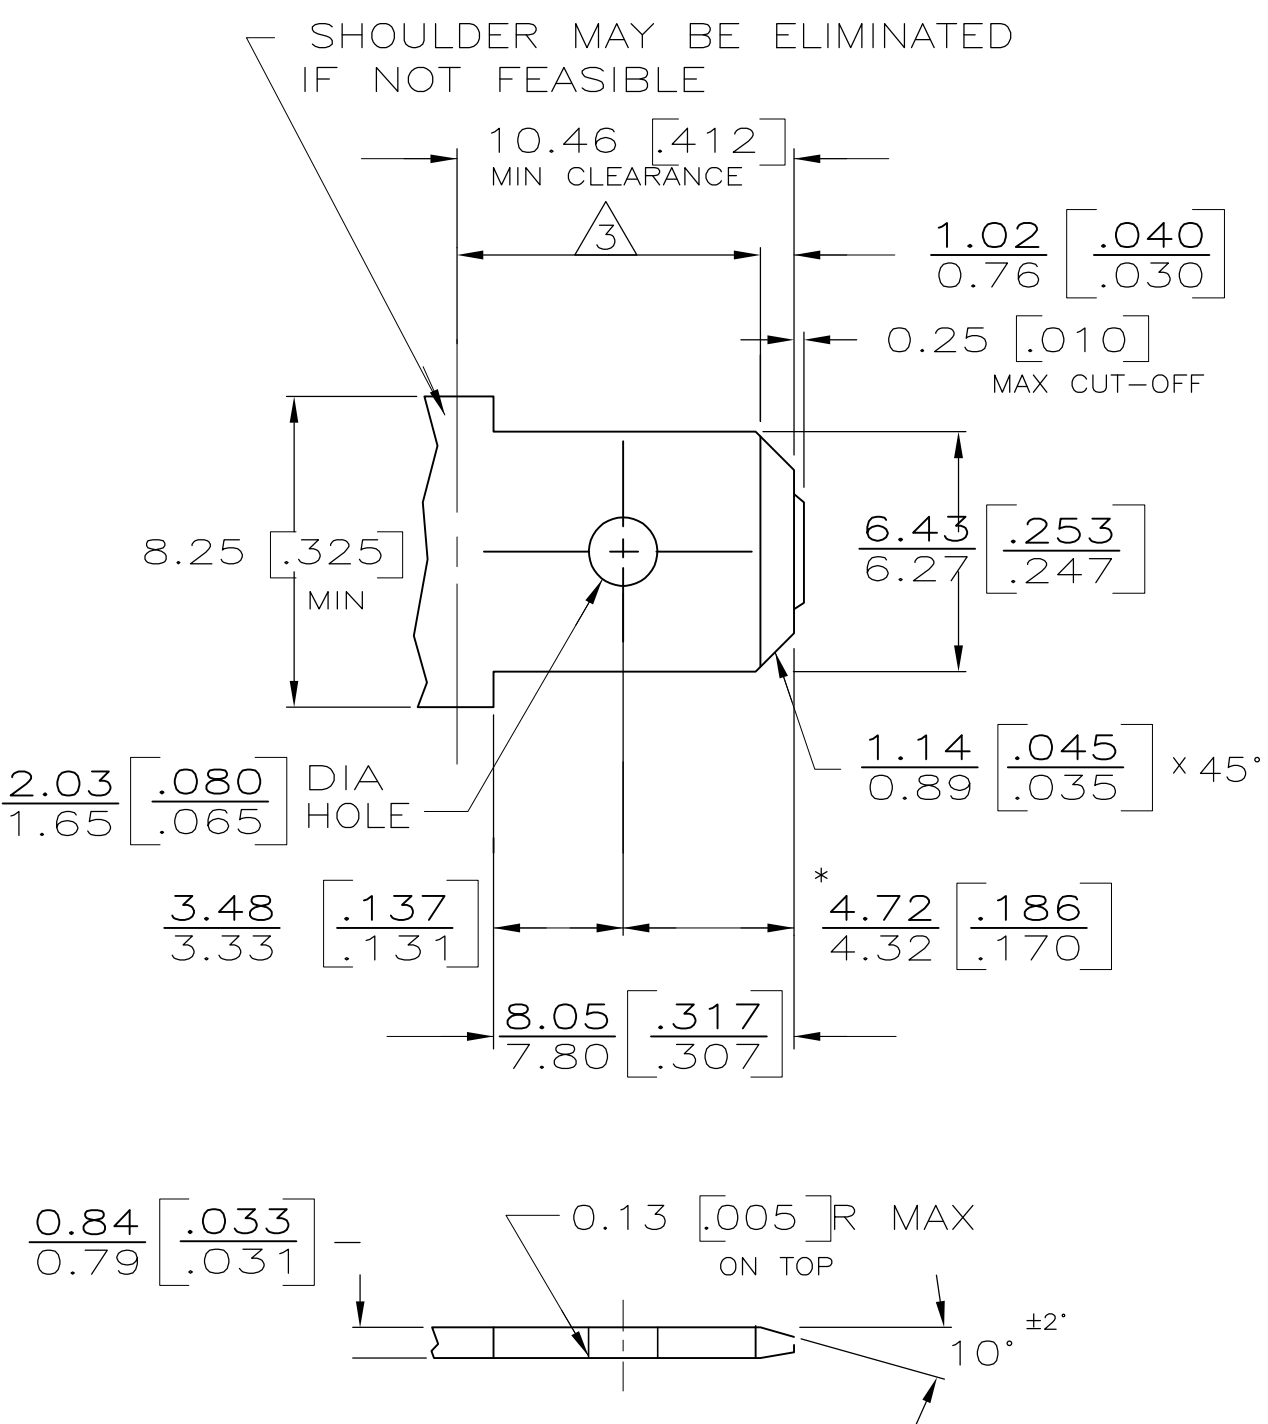 SHOULDER MAY BE ELIMINATED
IF NOT FEASIBLE
10.46 [.412]
MIN CLEARANCE
3
1.02 [.040]
0.76 [.030]
0.25 [.010]
MAX CUT-OFF
8.25 [.325]
MIN
6.43 [.253]
6.27 [.247]
2.03 [.080] DIA
1.65 [.065] HOLE
1.14 [.045] x 45°
0.89 [.035]
3.48 [.137]
3.33 [.131]
* 4.72 [.186]
4.32 [.170]
8.05 [.317]
7.80 [.307]
0.84 [.033]
0.79 [.031]
0.13 [.005] R MAX
ON TOP
10° ±2°